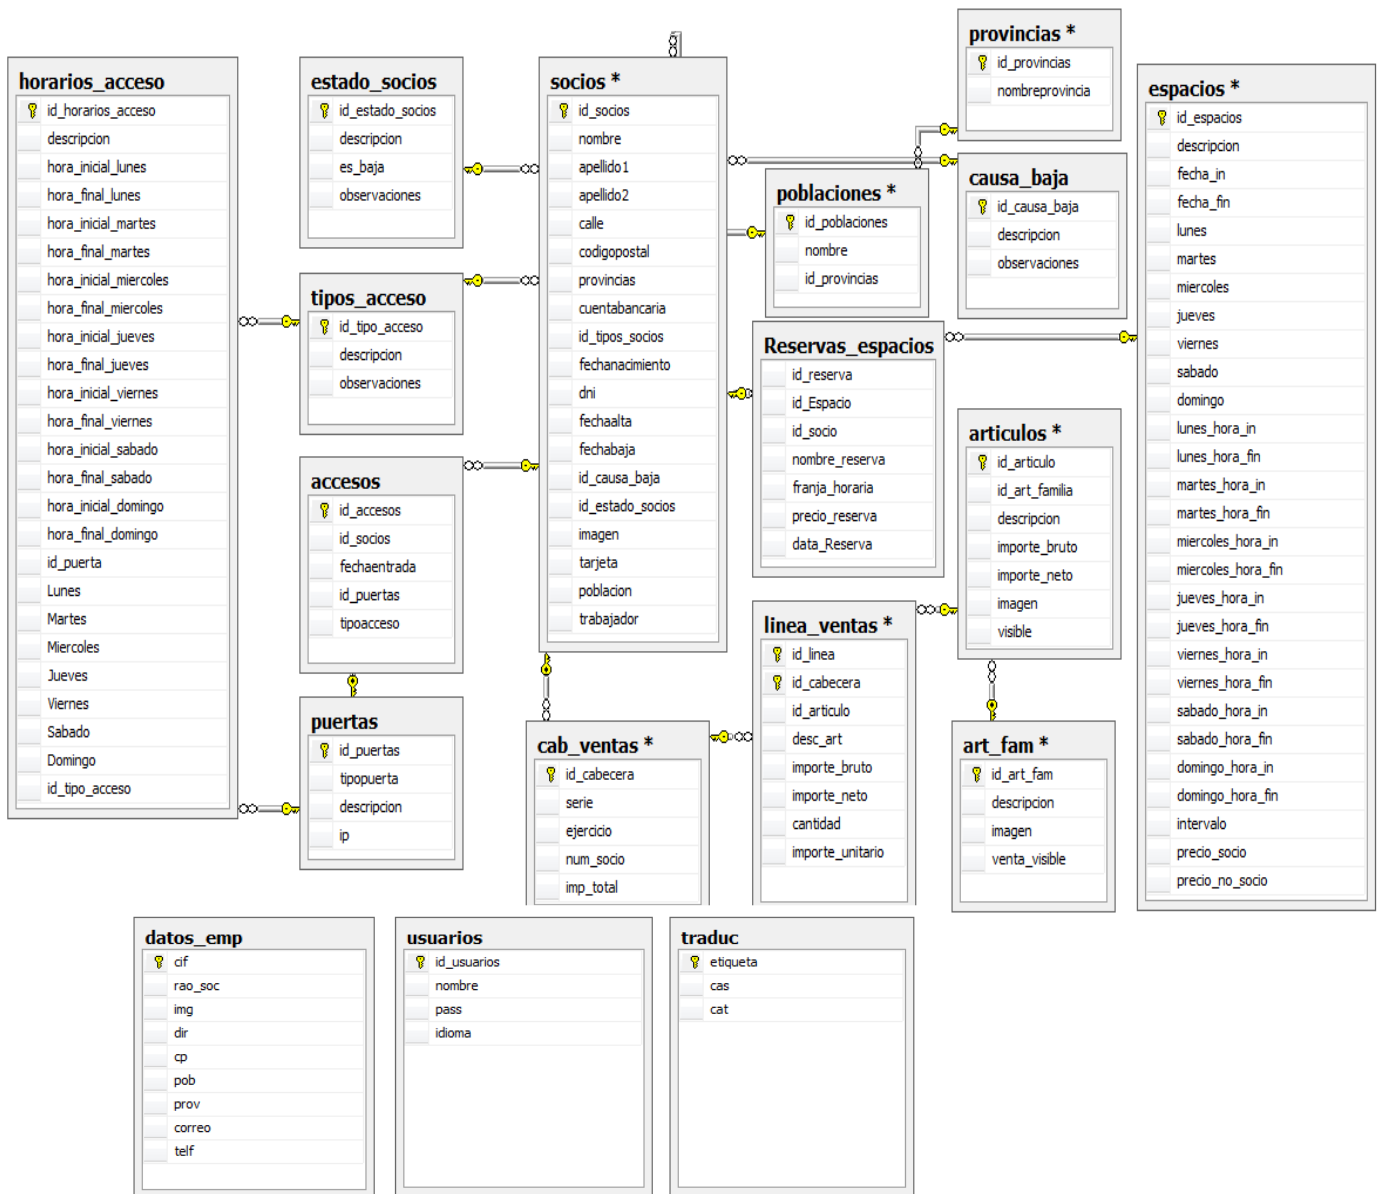 horarios_acceso
id_horarios_acceso
descripcion
hora_inicial_lunes
hora_final_lunes
hora_inicial_martes
hora_final_martes
hora_inicial_miercoles
hora_final_miercoles
hora_inicial_jueves
hora_final_jueves
hora_inicial_viernes
hora_final_viernes
hora_inicial_sabado
hora_final_sabado
hora_inicial_domingo
hora_final_domingo
id_puerta
Lunes
Martes
Miercoles
Jueves
Viernes
Sabado
Domingo
id_tipo_acceso
estado_socios
id_estado_socios
descripcion
es_baja
observaciones
tipos_acceso
id_tipo_acceso
descripcion
observaciones
accesos
id_accesos
id_socios
fechaentrada
id_puertas
tipoacceso
puertas
id_puertas
tipopuerta
descripcion
ip
socios *
id_socios
nombre
apellido1
apellido2
calle
codigopostal
provincias
cuentabancaria
id_tipos_socios
fechanacimiento
dni
fechaalta
fechabaja
id_causa_baja
id_estado_socios
imagen
tarjeta
poblacion
trabajador
cab_ventas *
id_cabecera
serie
ejercicio
num_socio
imp_total
provincias *
id_provincias
nombreprovincia
poblaciones *
id_poblaciones
nombre
id_provincias
causa_baja
id_causa_baja
descripcion
observaciones
Reservas_espacios
id_reserva
id_Espacio
id_socio
nombre_reserva
franja_horaria
precio_reserva
data_Reserva
linea_ventas *
id_linea
id_cabecera
id_articulo
desc_art
importe_bruto
importe_neto
cantidad
importe_unitario
articulos *
id_articulo
id_art_familia
descripcion
importe_bruto
importe_neto
imagen
visible
art_fam *
id_art_fam
descripcion
imagen
venta_visible
espacios *
id_espacios
descripcion
fecha_in
fecha_fin
lunes
martes
miercoles
jueves
viernes
sabado
domingo
lunes_hora_in
lunes_hora_fin
martes_hora_in
martes_hora_fin
miercoles_hora_in
miercoles_hora_fin
jueves_hora_in
jueves_hora_fin
viernes_hora_in
viernes_hora_fin
sabado_hora_in
sabado_hora_fin
domingo_hora_in
domingo_hora_fin
intervalo
precio_socio
precio_no_socio
datos_emp
cif
rao_soc
img
dir
cp
pob
prov
correo
telf
usuarios
id_usuarios
nombre
pass
idioma
traduc
etiqueta
cas
cat